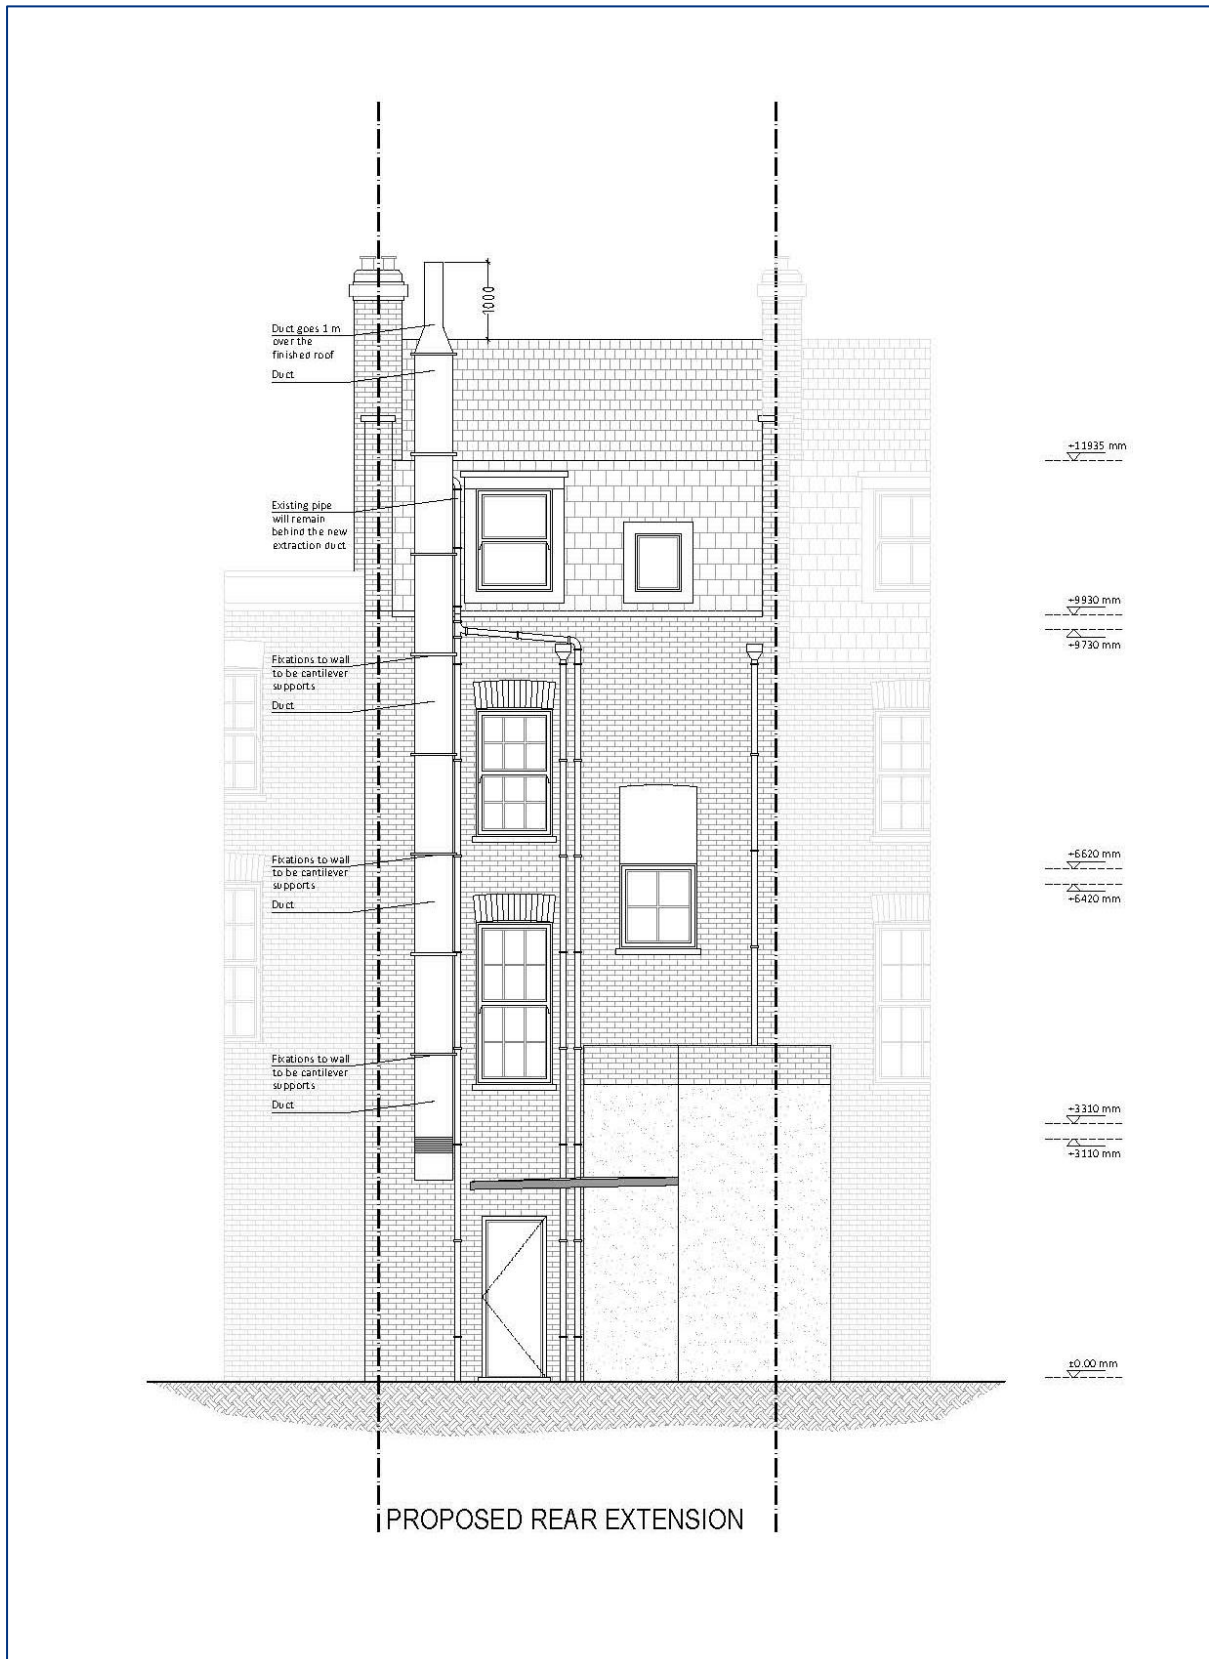 1000
Duct goes 1 m
over the
finished roof
Duct
+11935 mm
Existing pipe
will remain
behind the new
extraction duct
+9930 mm
+9730 mm
Fixations to wall
to be cantilever
supports
Duct
+6620 mm
+6420 mm
Fixations to wall
to be cantilever
supports
Duct
Fixations to wall
to be cantilever
supports
Duct
+3310 mm
+3110 mm
±0.00 mm
PROPOSED REAR EXTENSION